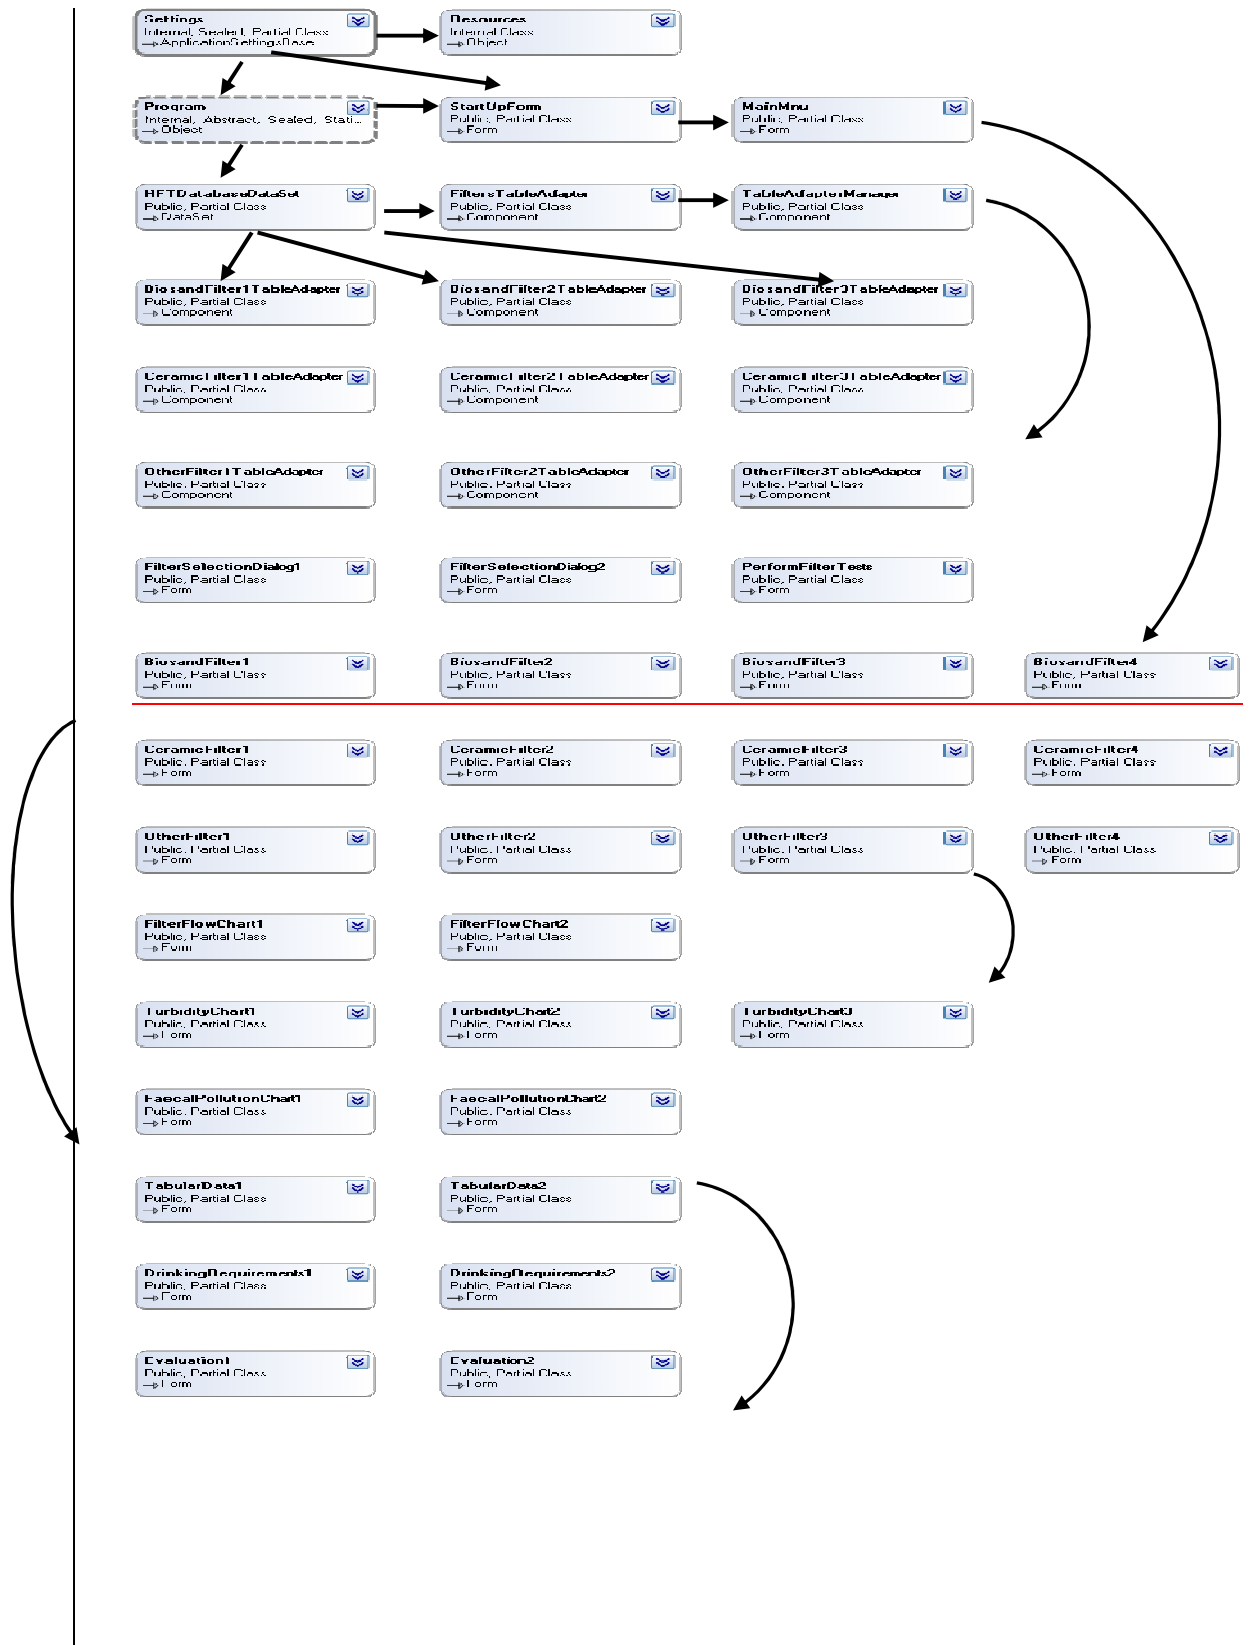 Settings
Internal, Sealed, Partial Class
ApplicationSettingsBase
Resources
Internal Class
Object
Program
Internal, Abstract, Sealed, Stati...
Object
StartUpForm
Public, Partial Class
Form
MainMnu
Public, Partial Class
Form
HFTDatabaseDataSet
Public, Partial Class
DataSet
FiltersTableAdapter
Public, Partial Class
Component
TableAdapterManager
Public, Partial Class
Component
BiosandFilter1TableAdapter
Public, Partial Class
Component
BiosandFilter2TableAdapter
Public, Partial Class
Component
BiosandFilter3TableAdapter
Public, Partial Class
Component
CeramicFilter1TableAdapter
Public, Partial Class
Component
CeramicFilter2TableAdapter
Public, Partial Class
Component
CeramicFilter3TableAdapter
Public, Partial Class
Component
OtherFilter1TableAdapter
Public, Partial Class
Component
OtherFilter2TableAdapter
Public, Partial Class
Component
OtherFilter3TableAdapter
Public, Partial Class
Component
FilterSelectionDialog1
Public, Partial Class
Form
FilterSelectionDialog2
Public, Partial Class
Form
PerformFilterTests
Public, Partial Class
Form
BiosandFilter1
Public, Partial Class
Form
BiosandFilter2
Public, Partial Class
Form
BiosandFilter3
Public, Partial Class
Form
BiosandFilter4
Public, Partial Class
Form
CeramicFilter1
Public, Partial Class
Form
CeramicFilter2
Public, Partial Class
Form
CeramicFilter3
Public, Partial Class
Form
CeramicFilter4
Public, Partial Class
Form
OtherFilter1
Public, Partial Class
Form
OtherFilter2
Public, Partial Class
Form
OtherFilter3
Public, Partial Class
Form
OtherFilter4
Public, Partial Class
Form
FilterFlowChart1
Public, Partial Class
Form
FilterFlowChart2
Public, Partial Class
Form
TurbidityChart1
Public, Partial Class
Form
TurbidityChart2
Public, Partial Class
Form
TurbidityChart3
Public, Partial Class
Form
FaecalPollutionChart1
Public, Partial Class
Form
FaecalPollutionChart2
Public, Partial Class
Form
TabularData1
Public, Partial Class
Form
TabularData2
Public, Partial Class
Form
DrinkingRequirements1
Public, Partial Class
Form
DrinkingRequirements2
Public, Partial Class
Form
Evaluation1
Public, Partial Class
Form
Evaluation2
Public, Partial Class
Form